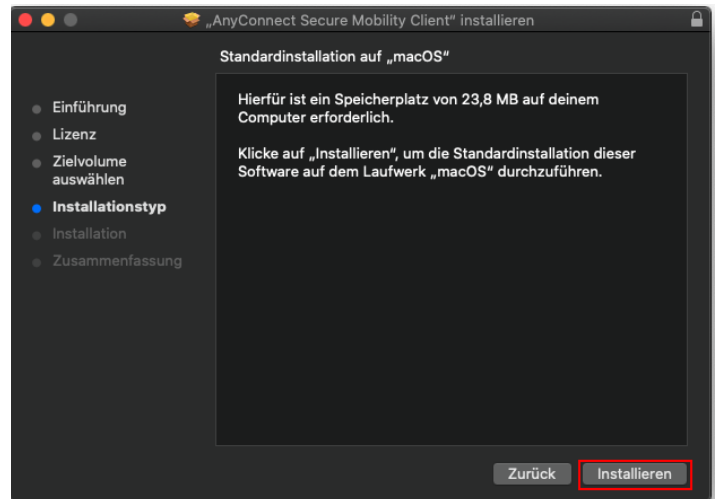 „AnyConnect Secure Mobility Client“ installieren
Standardinstallation auf „macOS“
Einführung
Lizenz
Zielvolume
auswählen
Installationstyp
Installation
Zusammenfassung
Hierfür ist ein Speicherplatz von 23,8 MB auf deinem
Computer erforderlich.
Klicke auf „Installieren“, um die Standardinstallation dieser
Software auf dem Laufwerk „macOS“ durchzuführen.
Zurück
Installieren